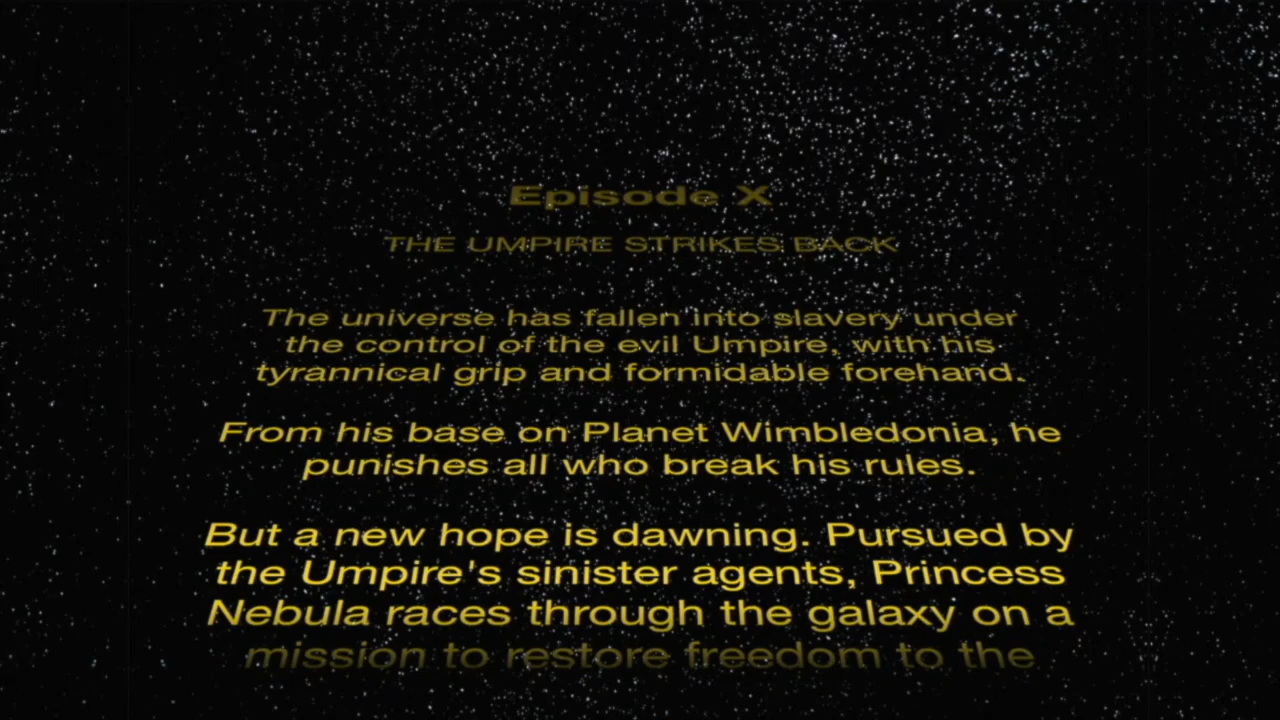 Episode X
THE UMPIRE STRIKES BACK
The universe has fallen into slavery under
the control of the evil Umpire, with his
tyrannical grip and formidable forehand.
From his base on Planet Wimbledonia, he
punishes all who break his rules.
But a new hope is dawning. Pursued by
the Umpire's sinister agents, Princess
Nebula races through the galaxy on a
mission to restore freedom to the